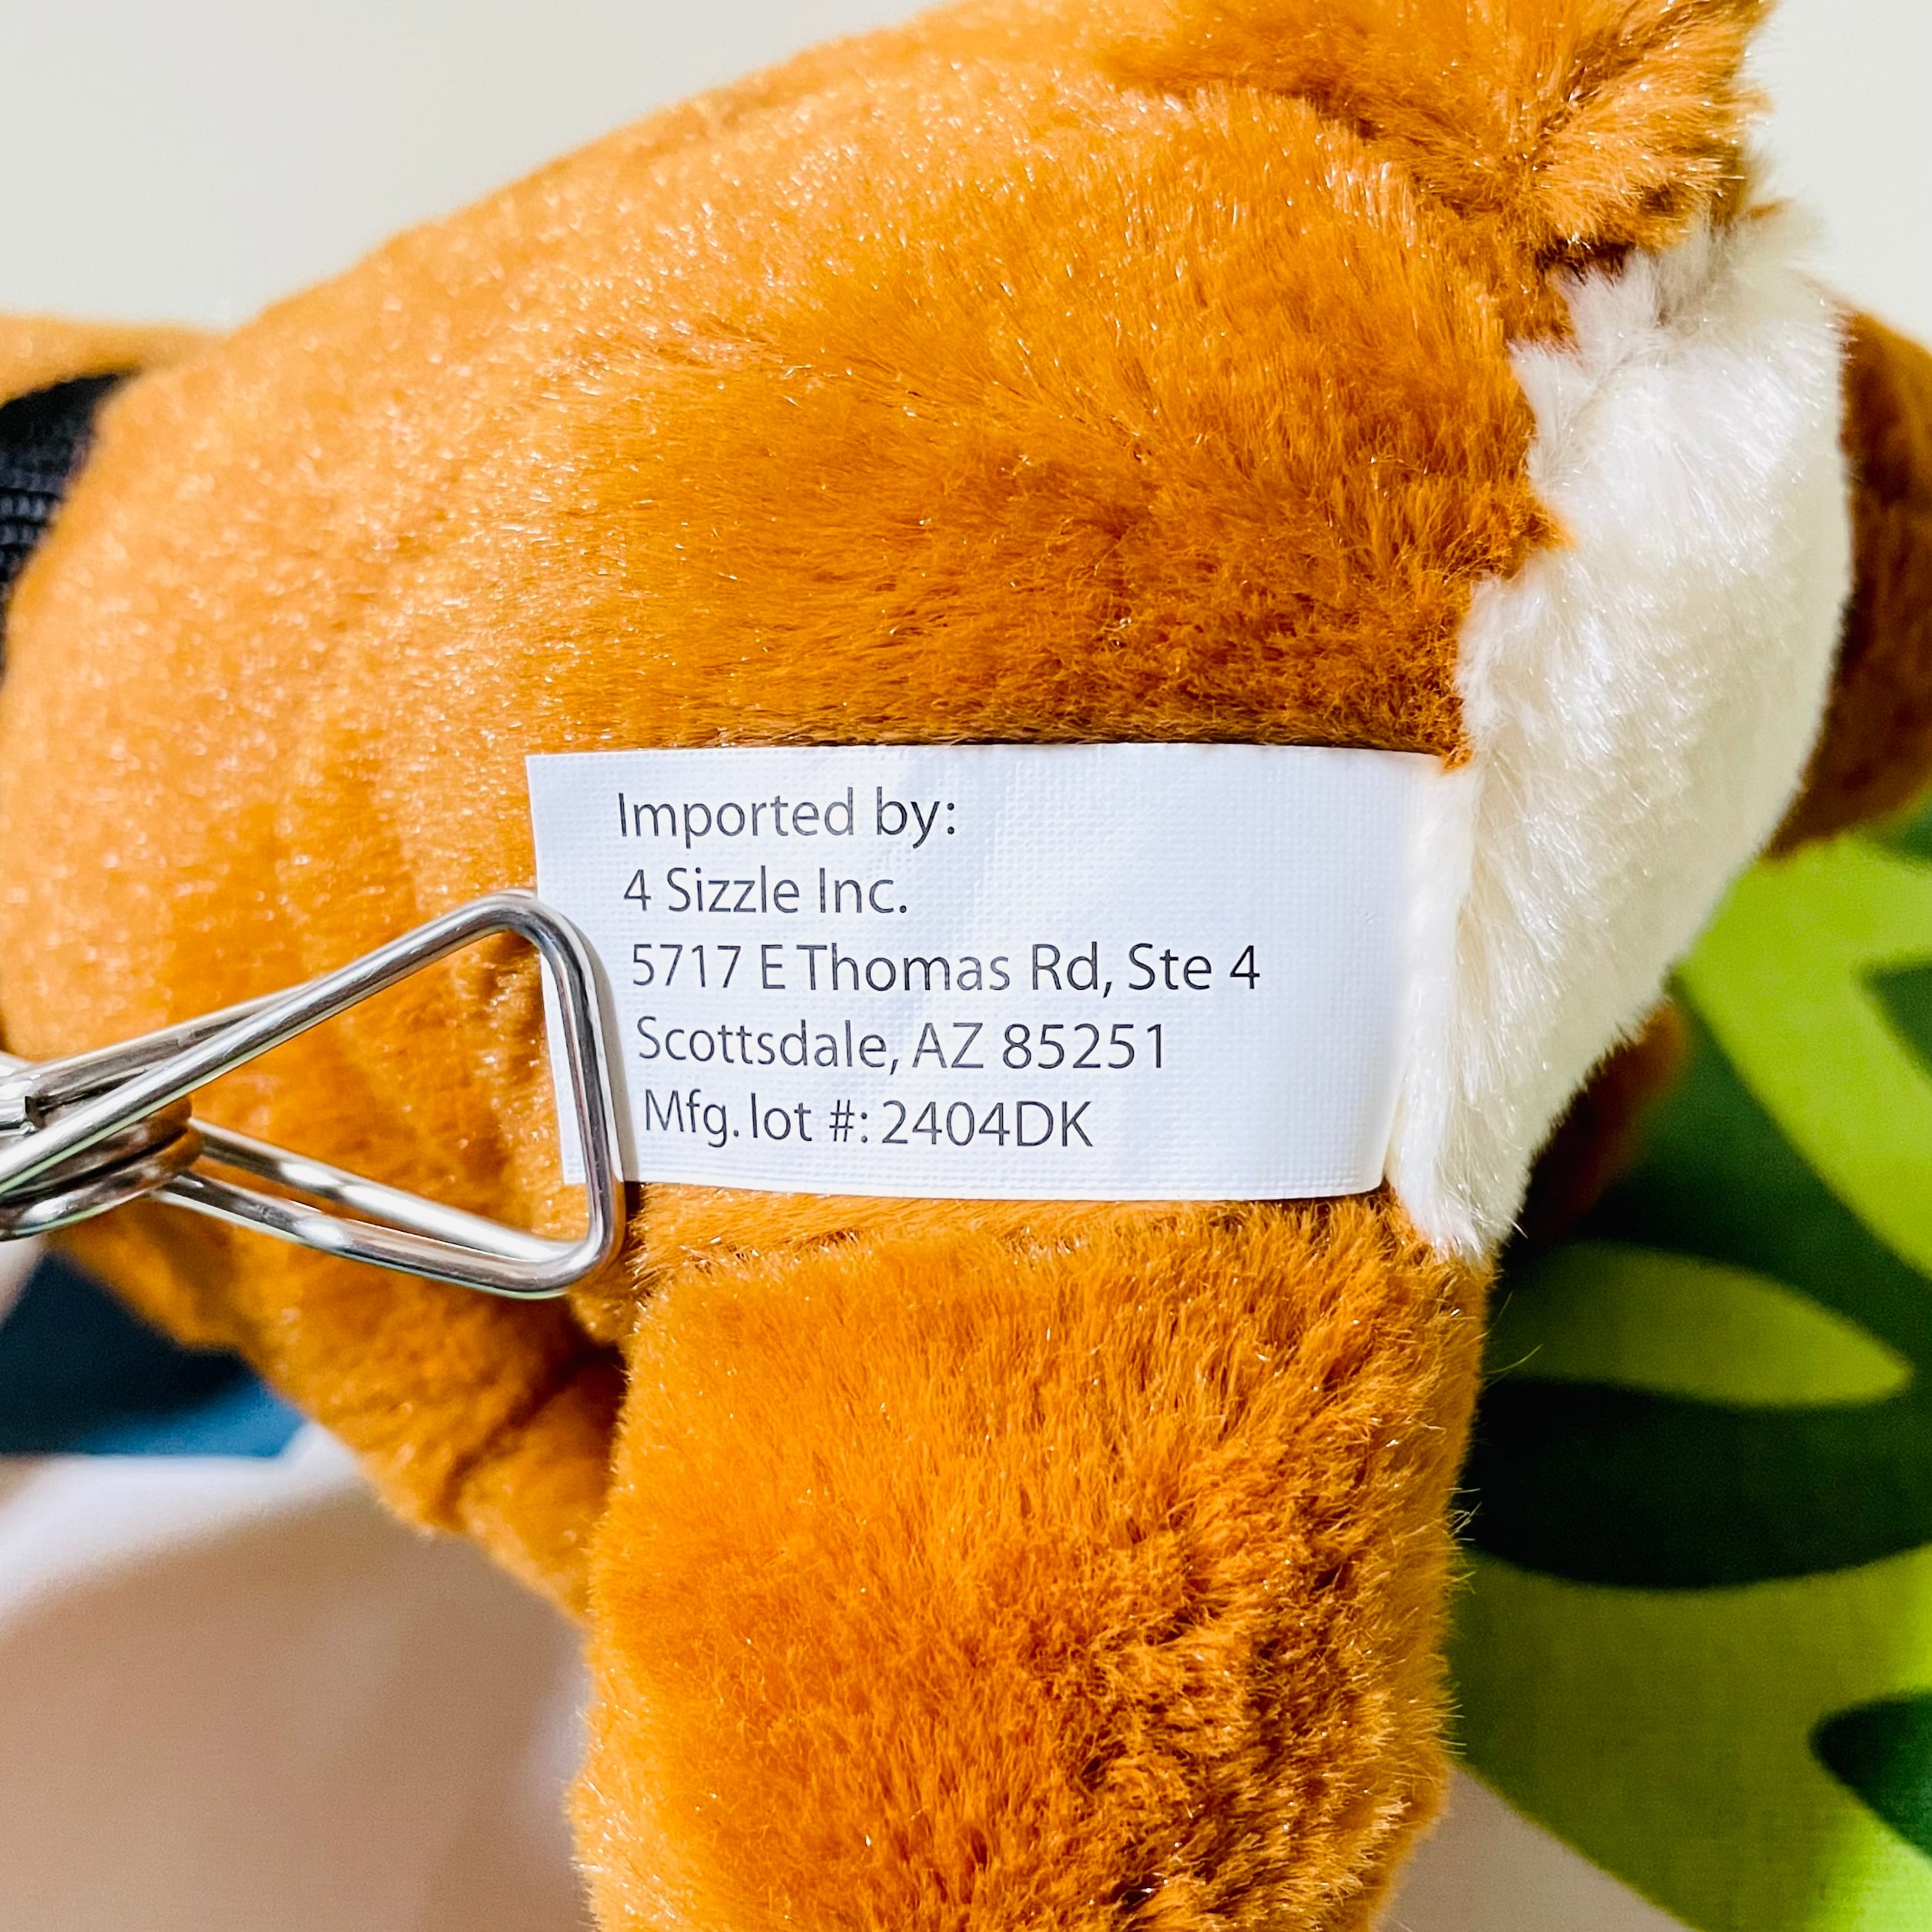 Imported by:
4 Sizzle Inc.
5717 E Thomas Rd, Ste 4
Scottsdale, AZ 85251
Mfg. lot #: 2404DK